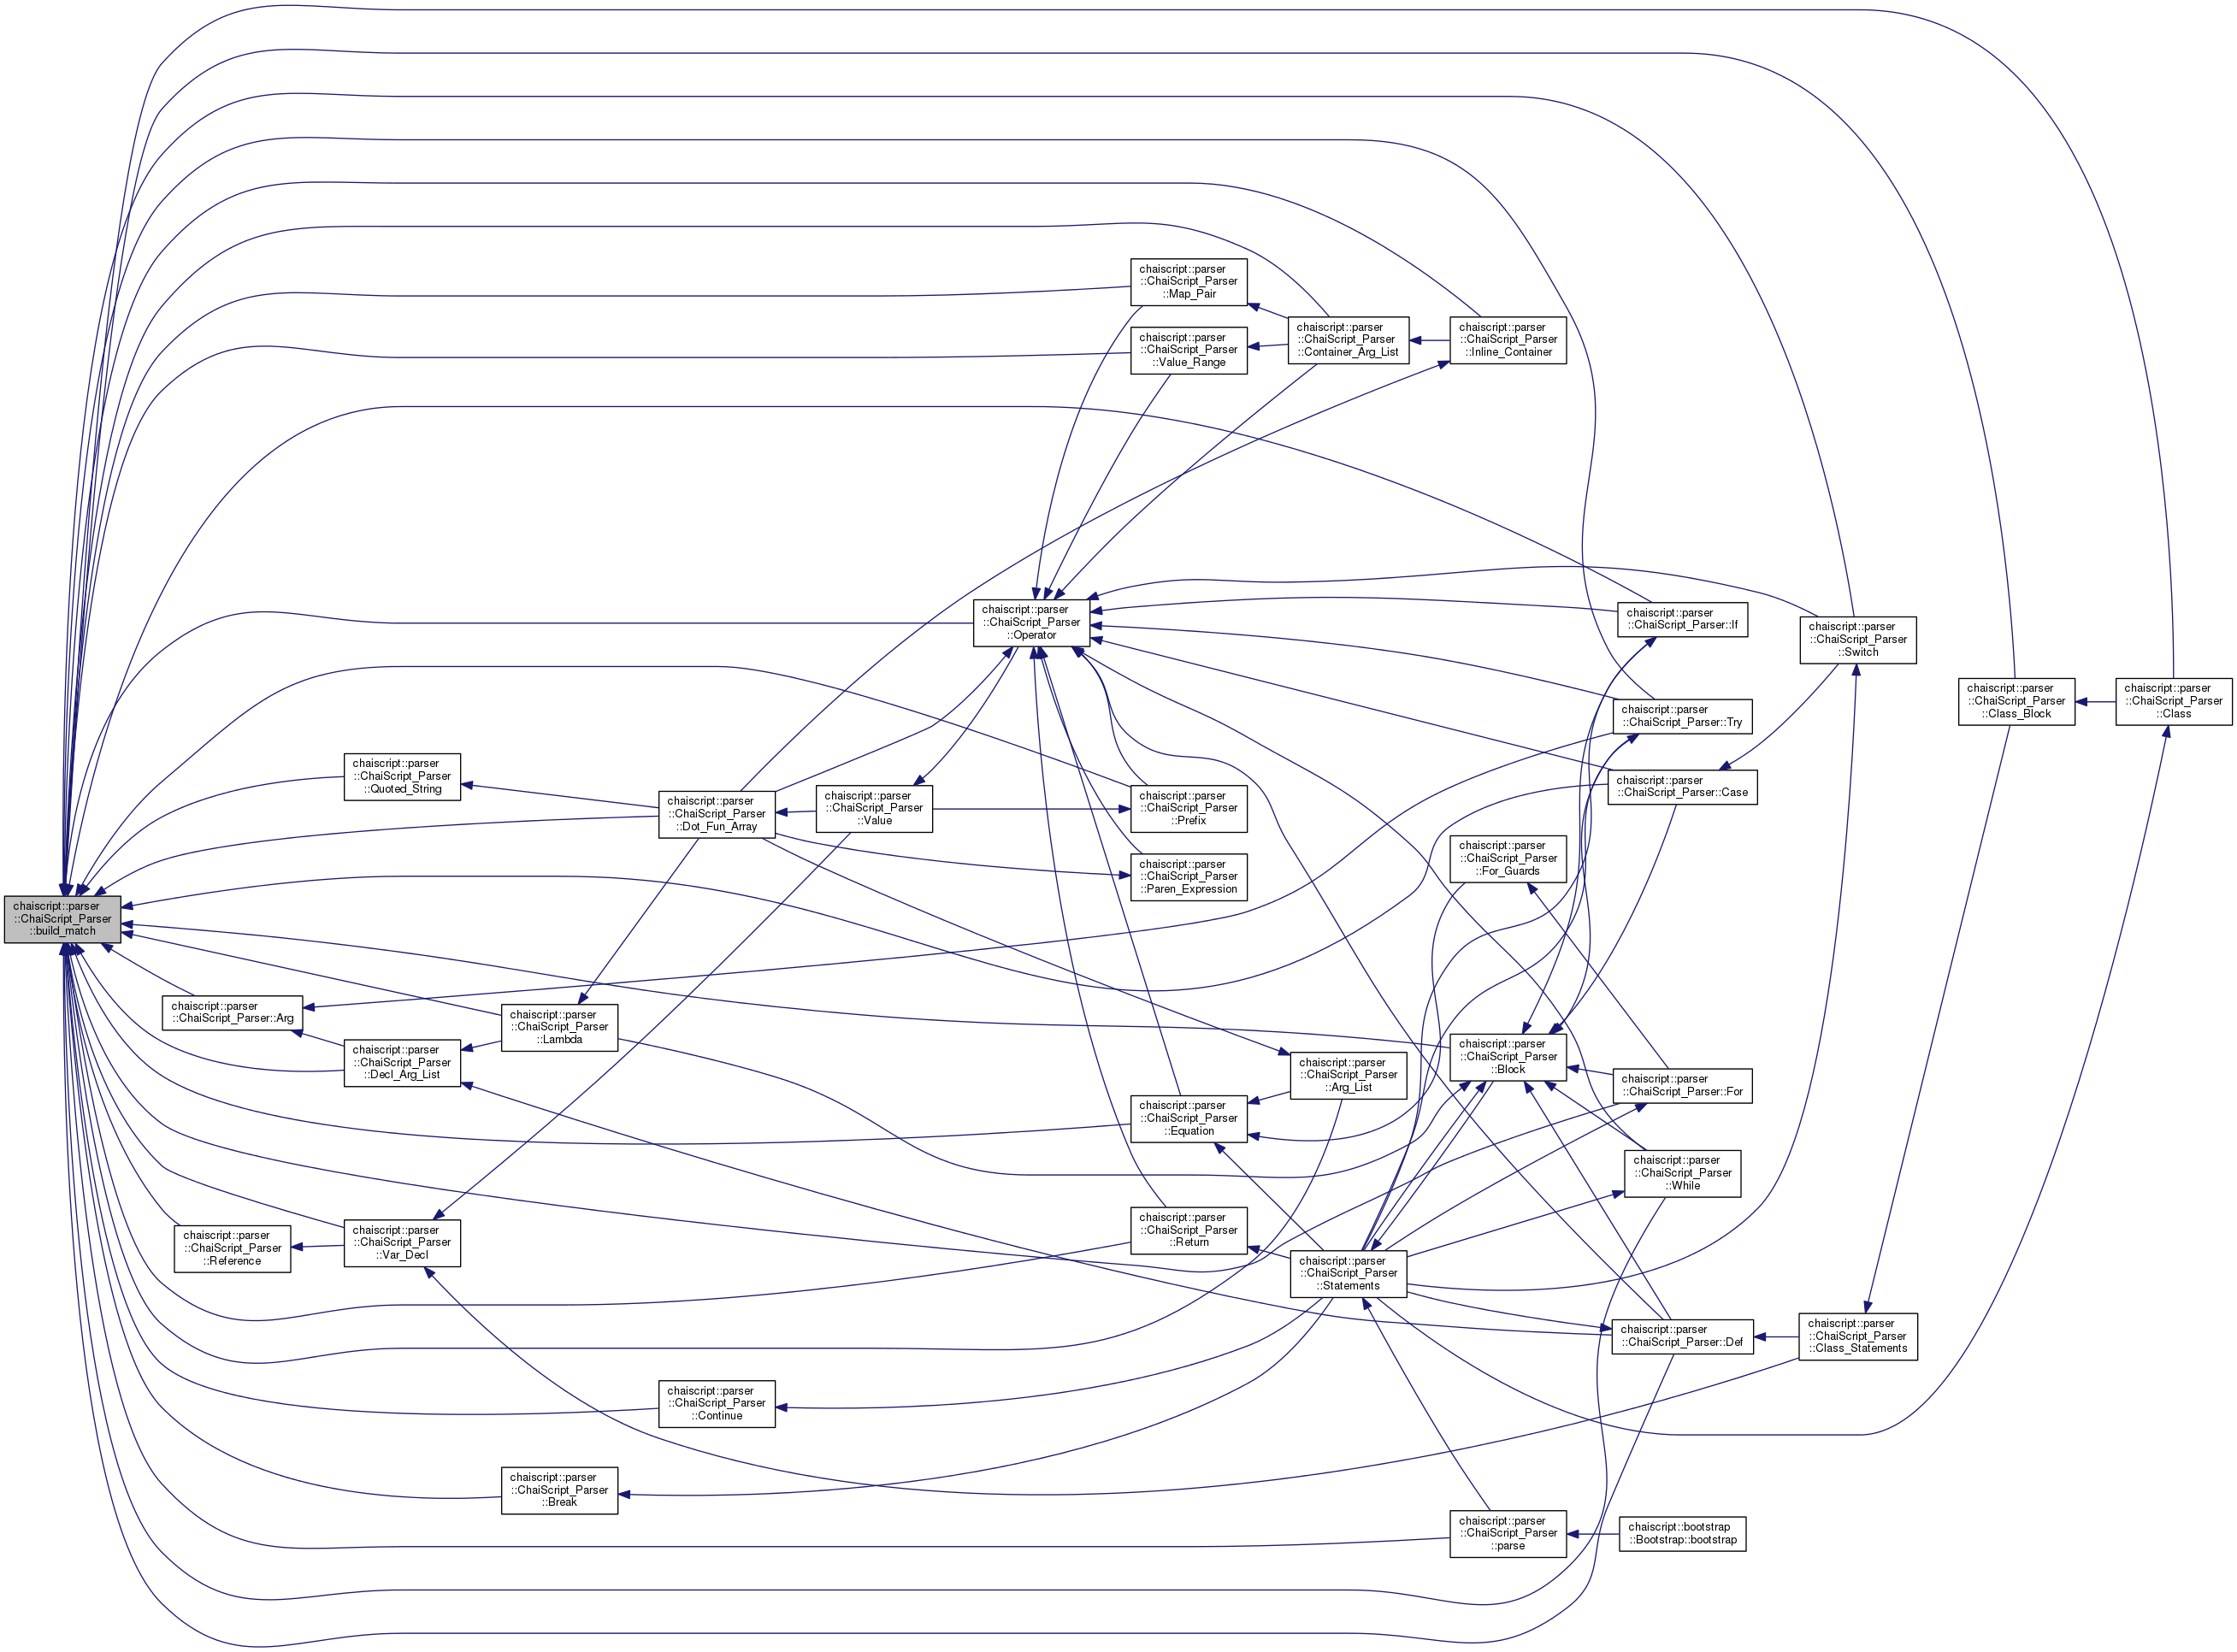 chaiscript::parser
::ChaiScript_Parser
::build_match
chaiscript::parser
::ChaiScript_Parser::Arg
chaiscript::parser
::ChaiScript_Parser
::Reference
chaiscript::parser
::ChaiScript_Parser
::Quoted_String
chaiscript::parser
::ChaiScript_Parser
::Decl_Arg_List
chaiscript::parser
::ChaiScript_Parser
::Var_Decl
chaiscript::parser
::ChaiScript_Parser
::Lambda
chaiscript::parser
::ChaiScript_Parser
::Break
chaiscript::parser
::ChaiScript_Parser
::Dot_Fun_Array
chaiscript::parser
::ChaiScript_Parser
::Continue
chaiscript::parser
::ChaiScript_Parser
::Value
chaiscript::parser
::ChaiScript_Parser
::Operator
chaiscript::parser
::ChaiScript_Parser
::Map_Pair
chaiscript::parser
::ChaiScript_Parser
::Value_Range
chaiscript::parser
::ChaiScript_Parser
::Prefix
chaiscript::parser
::ChaiScript_Parser
::Paren_Expression
chaiscript::parser
::ChaiScript_Parser
::Equation
chaiscript::parser
::ChaiScript_Parser
::Return
chaiscript::parser
::ChaiScript_Parser
::Container_Arg_List
chaiscript::parser
::ChaiScript_Parser
::Arg_List
chaiscript::parser
::ChaiScript_Parser
::Statements
chaiscript::parser
::ChaiScript_Parser
::Inline_Container
chaiscript::parser
::ChaiScript_Parser
::For_Guards
chaiscript::parser
::ChaiScript_Parser
::Block
chaiscript::parser
::ChaiScript_Parser
::parse
chaiscript::parser
::ChaiScript_Parser::If
chaiscript::parser
::ChaiScript_Parser::Try
chaiscript::parser
::ChaiScript_Parser::Case
chaiscript::parser
::ChaiScript_Parser::For
chaiscript::parser
::ChaiScript_Parser
::While
chaiscript::parser
::ChaiScript_Parser::Def
chaiscript::bootstrap
::Bootstrap::bootstrap
chaiscript::parser
::ChaiScript_Parser
::Switch
chaiscript::parser
::ChaiScript_Parser
::Class_Statements
chaiscript::parser
::ChaiScript_Parser
::Class_Block
chaiscript::parser
::ChaiScript_Parser
::Class